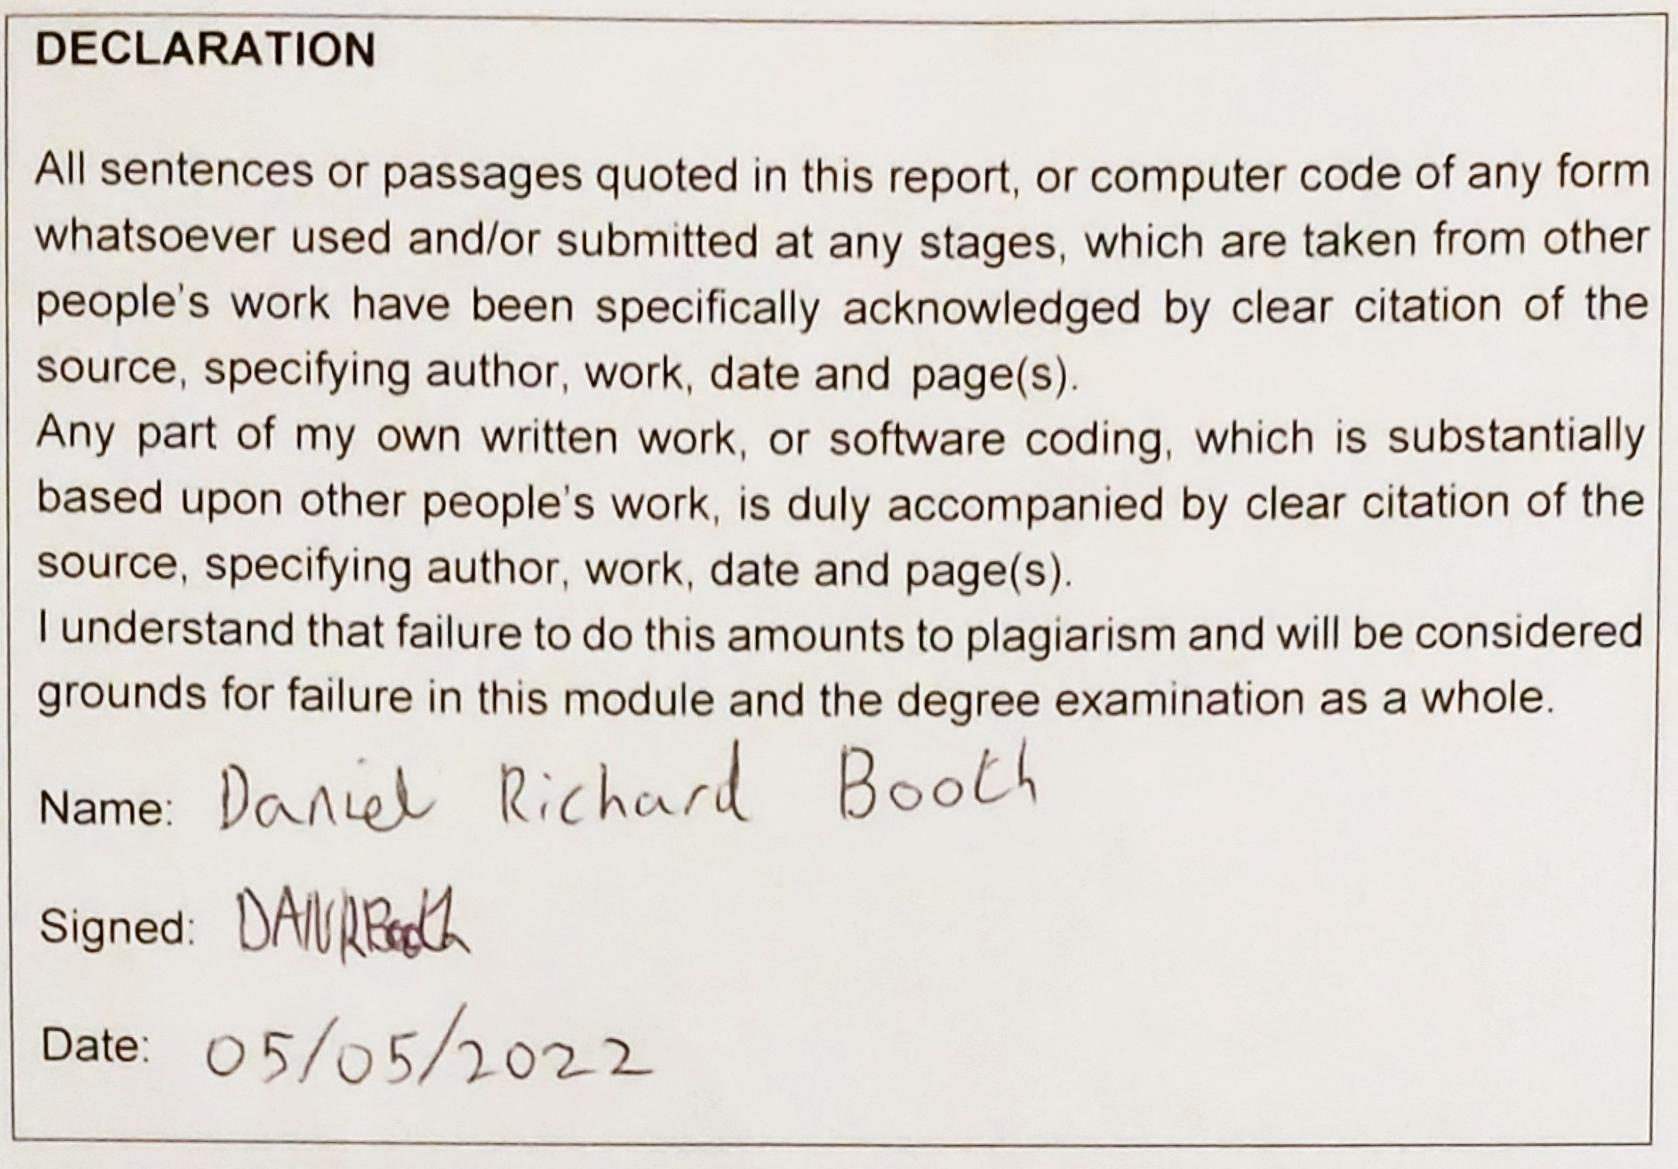 DECLARATION
All sentences or passages quoted in this report, or computer code of any form
whatsoever used and/or submitted at any stages, which are taken from other
people's work have been specifically acknowledged by clear citation of the
source, specifying author, work, date and page(s).
Any part of my own written work, or software coding, which is substantially
based upon other people's work, is duly accompanied by clear citation of the
source, specifying author, work, date and page(s).
I understand that failure to do this amounts to plagiarism and will be considered
grounds for failure in this module and the degree examination as a whole.
Name: Daniel Richard Booth
Signed:
Date: 05/05/2022